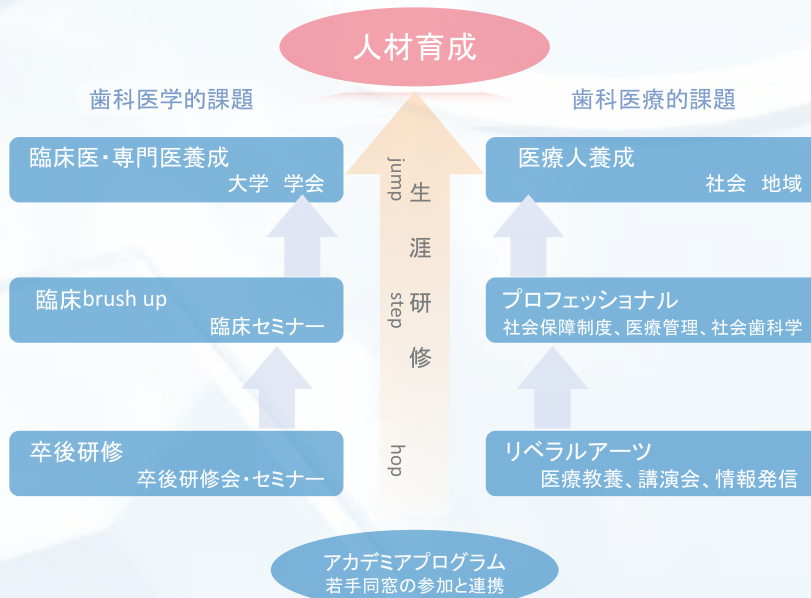 人材育成
歯科医学的課題
歯科医療的課題
臨床医・専門医養成
大学 学会
医療人養成
社会 地域
jump
生涯研修
step
hop
臨床brush up
臨床セミナー
プロフェッショナル
社会保障制度、医療管理、社会歯科学
卒後研修
卒後研修会・セミナー
リベラルアーツ
医療教養、講演会、情報発信
アカデミアプログラム
若手同窓の参加と連携